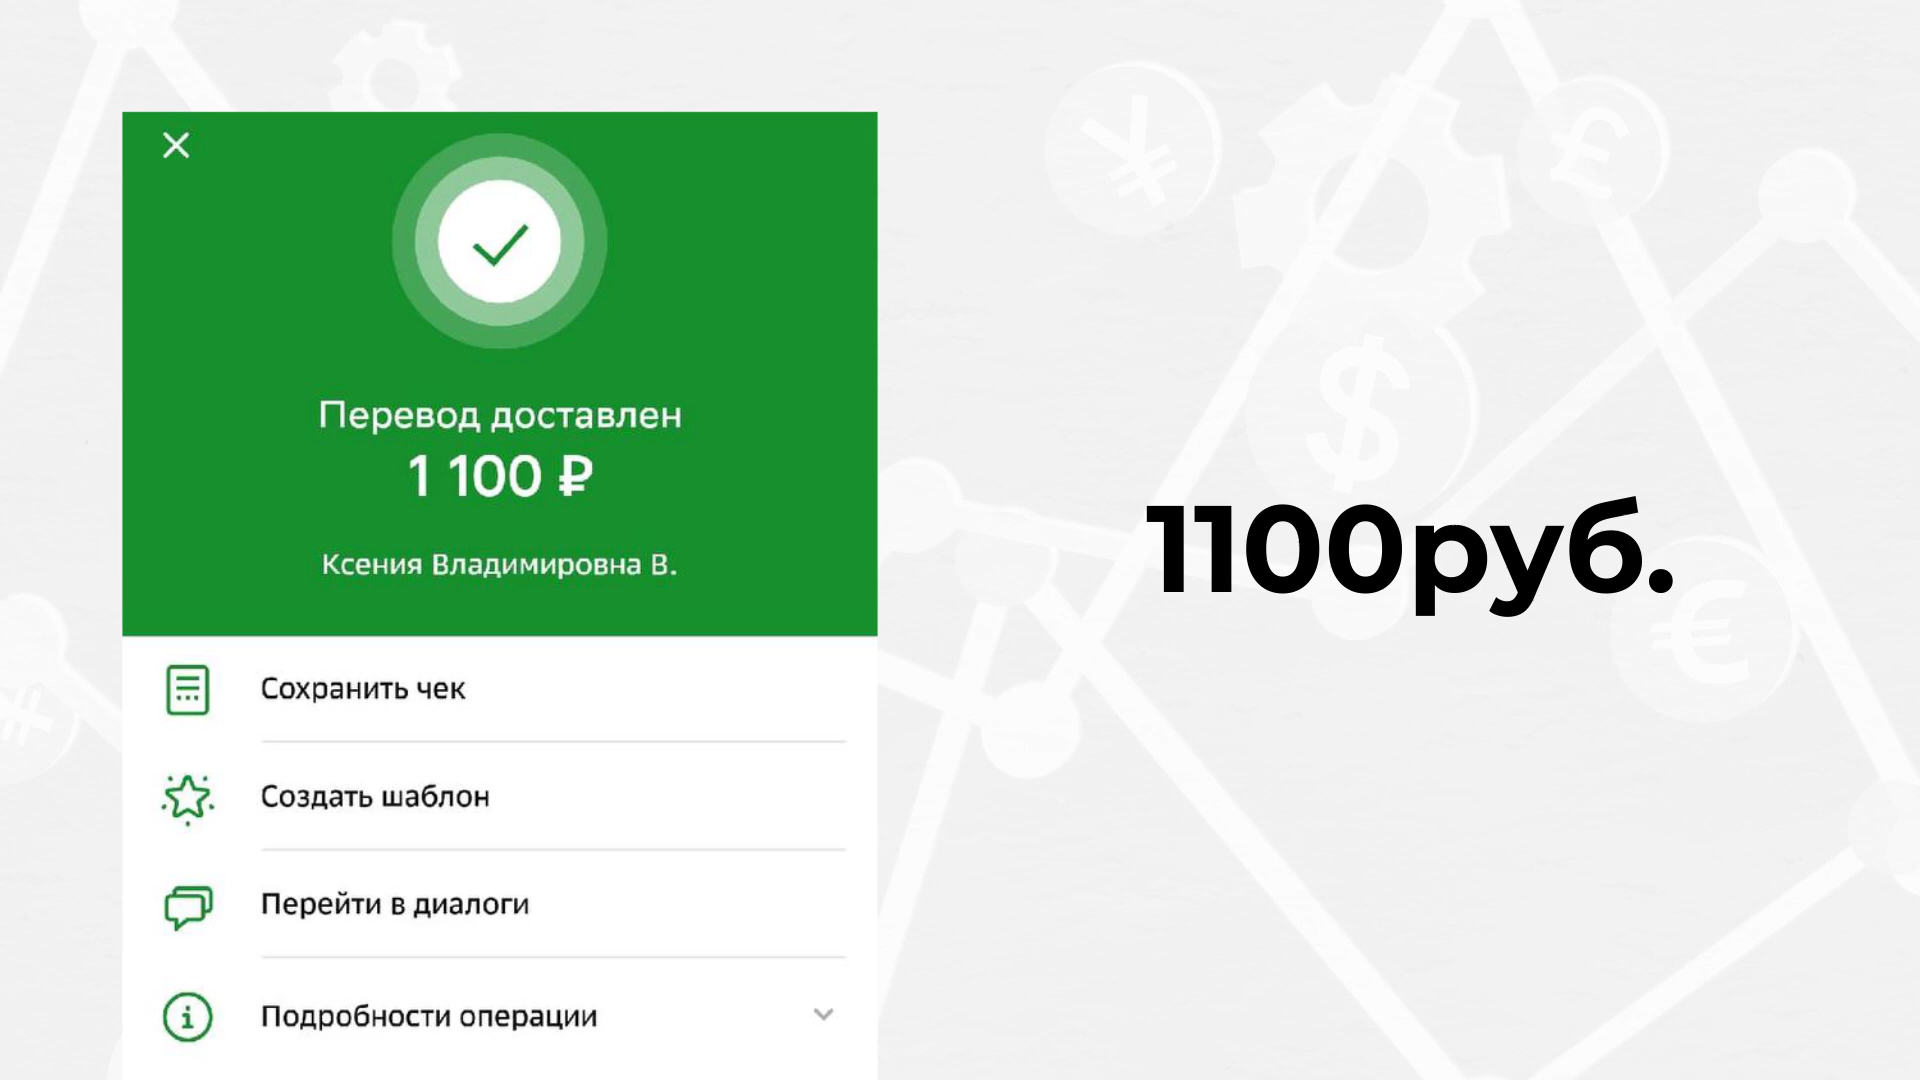 Перевод доставлен
1 100 ₽
Ксения Владимировна В.
Сохранить чек
Создать шаблон
Перейти в диалоги
Подробности операции
1100руб.